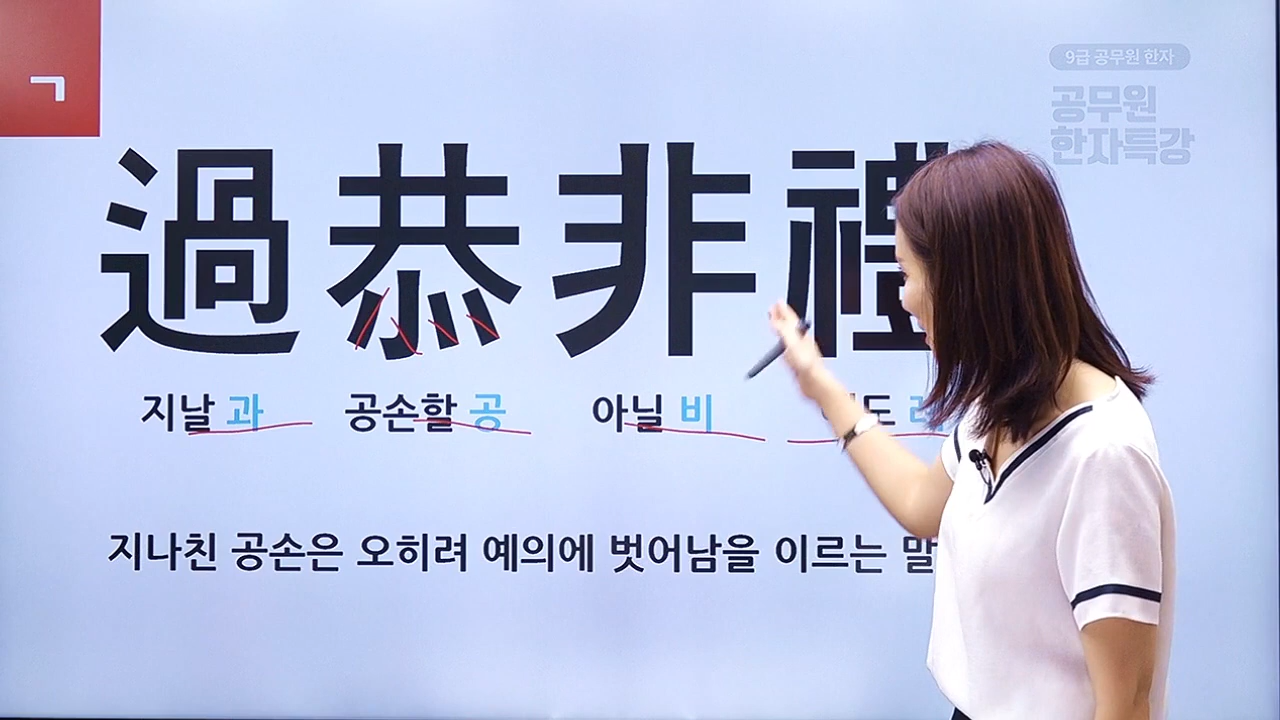 ㄱ
9급 공무원 한자
공무원
한자특강
過恭非禮
지날 과 공손할 공 아닐 비
지나친 공손은 오히려 예의에 벗어남을 이르는 말